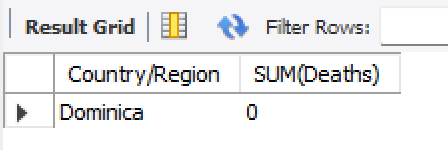 Result Grid Filter Rows:
Country/Region SUM(Deaths)
Dominica 0